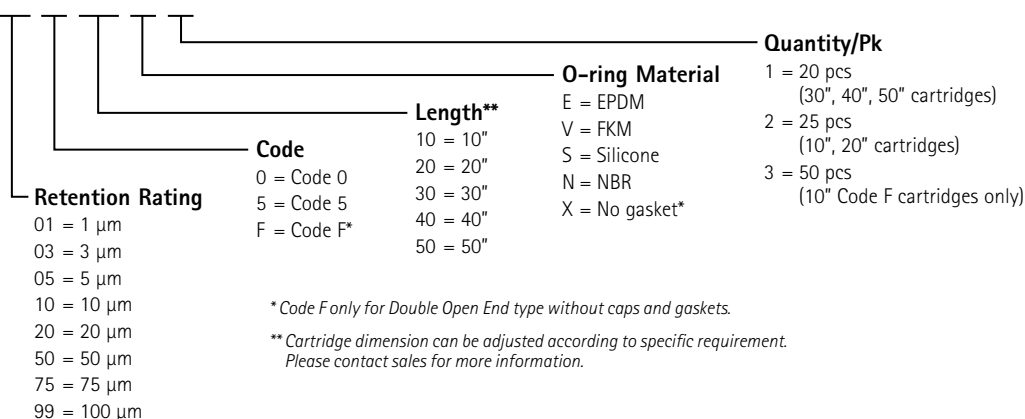 Quantity/Pk
1 = 20 pcs
(30", 40", 50" cartridges)
2 = 25 pcs
(10", 20" cartridges)
3 = 50 pcs
(10" Code F cartridges only)
O-ring Material
E = EPDM
V = FKM
S = Silicone
N = NBR
X = No gasket*
Length**
10 = 10"
20 = 20"
30 = 30"
40 = 40"
50 = 50"
Code
0 = Code 0
5 = Code 5
F = Code F*
Retention Rating
01 = 1 µm
03 = 3 µm
05 = 5 µm
10 = 10 µm
20 = 20 µm
50 = 50 µm
75 = 75 µm
99 = 100 µm
* Code F only for Double Open End type without caps and gaskets.
** Cartridge dimension can be adjusted according to specific requirement.
Please contact sales for more information.